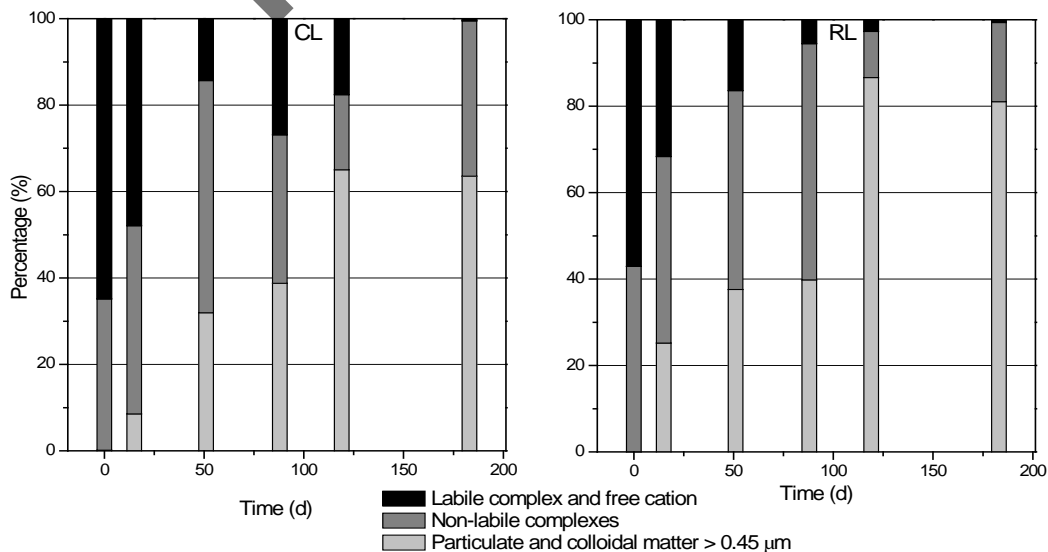 CL
100
80
60
40
20
0
Percentage (%)
0 50 100 150 200
Time (d)
RL
100
80
60
40
20
0
0 50 100 150 200
Time (d)
Labile complex and free cation
Non-labile complexes
Particulate and colloidal matter > 0.45 µm